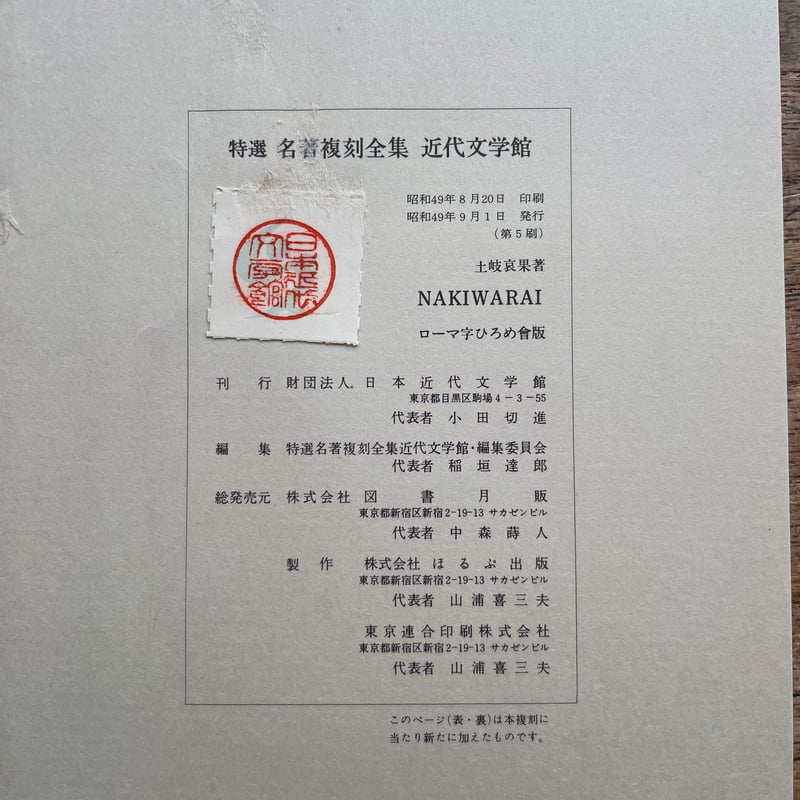 特選 名著複刻全集 近代文学館
昭和49年8月20日 印刷
昭和49年9月1日 発行
(第5刷)
日本近代文学館
土岐哀果著
NAKIWARAI
ローマ字ひろめ會版
刊 行 財団法人 日本近代文学館
東京都目黒区駒場4-3-55
代表者 小田切進
編 集 特選名著複刻全集近代文学館・編集委員会
代表者 稲垣達郎
総発売元 株式会社 図書月販
東京都新宿区新宿2-19-13 サカゼンビル
代表者 中森蒔人
製 作 株式会社 ほるぷ出版
東京都新宿区新宿2-19-13 サカゼンビル
代表者 山浦喜三夫
東京連合印刷株式会社
東京都新宿区新宿2-19-13 サカゼンビル
代表者 山浦喜三夫
このページ(表・裏)は本複刻に
当たり新たに加えたものです。